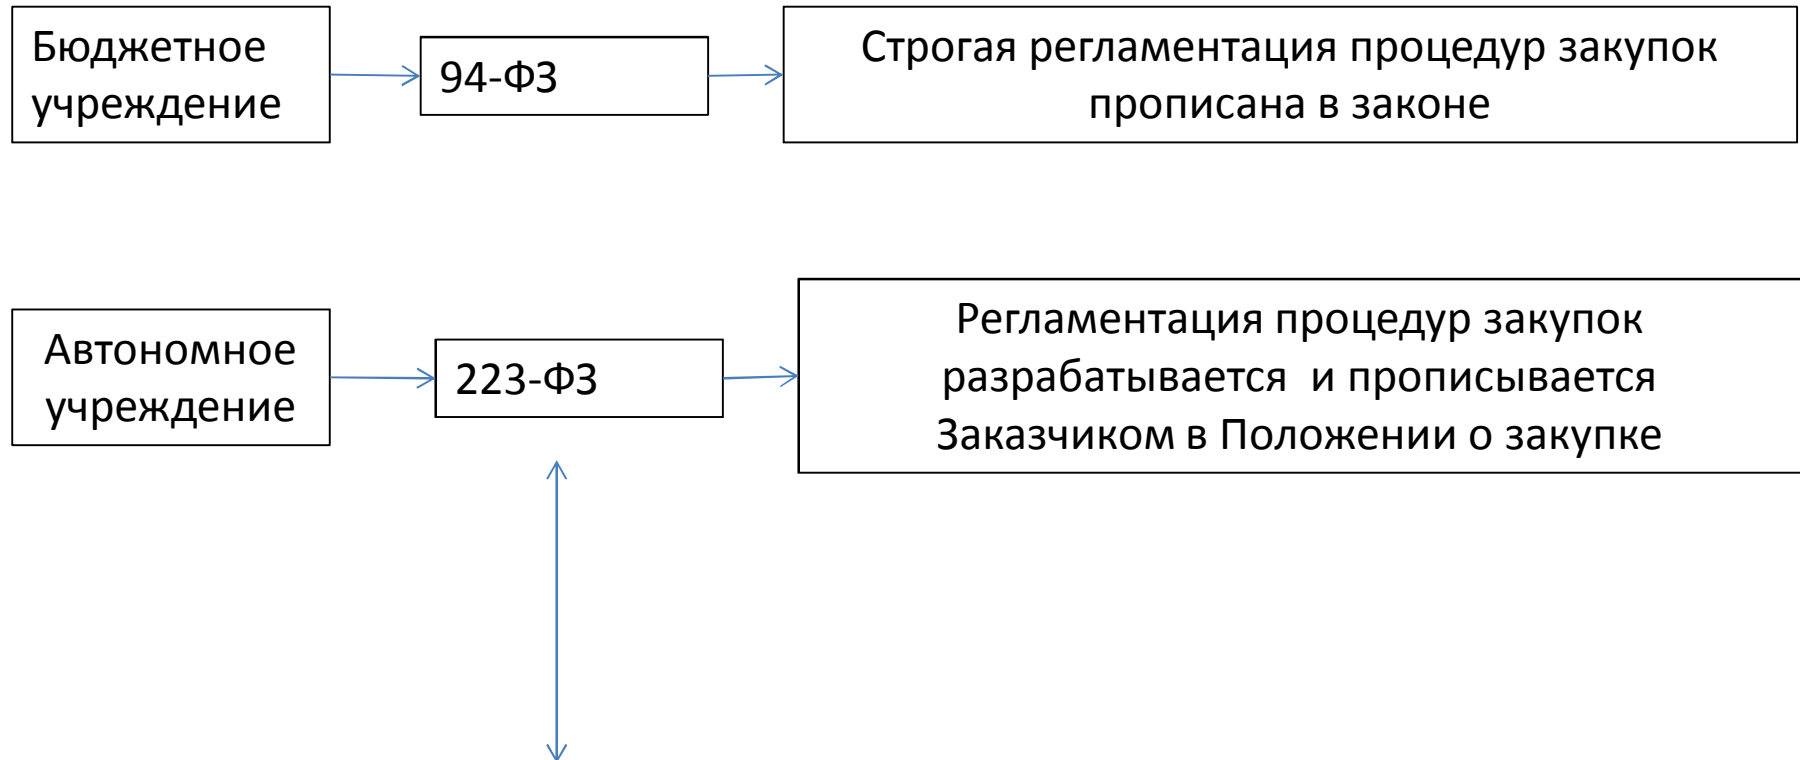 Бюджетное
учреждение
94-ФЗ
Строгая регламентация процедур закупок
прописана в законе
Автономное
учреждение
223-ФЗ
Регламентация процедур закупок
разрабатывается  и прописывается
Заказчиком в Положении о закупке